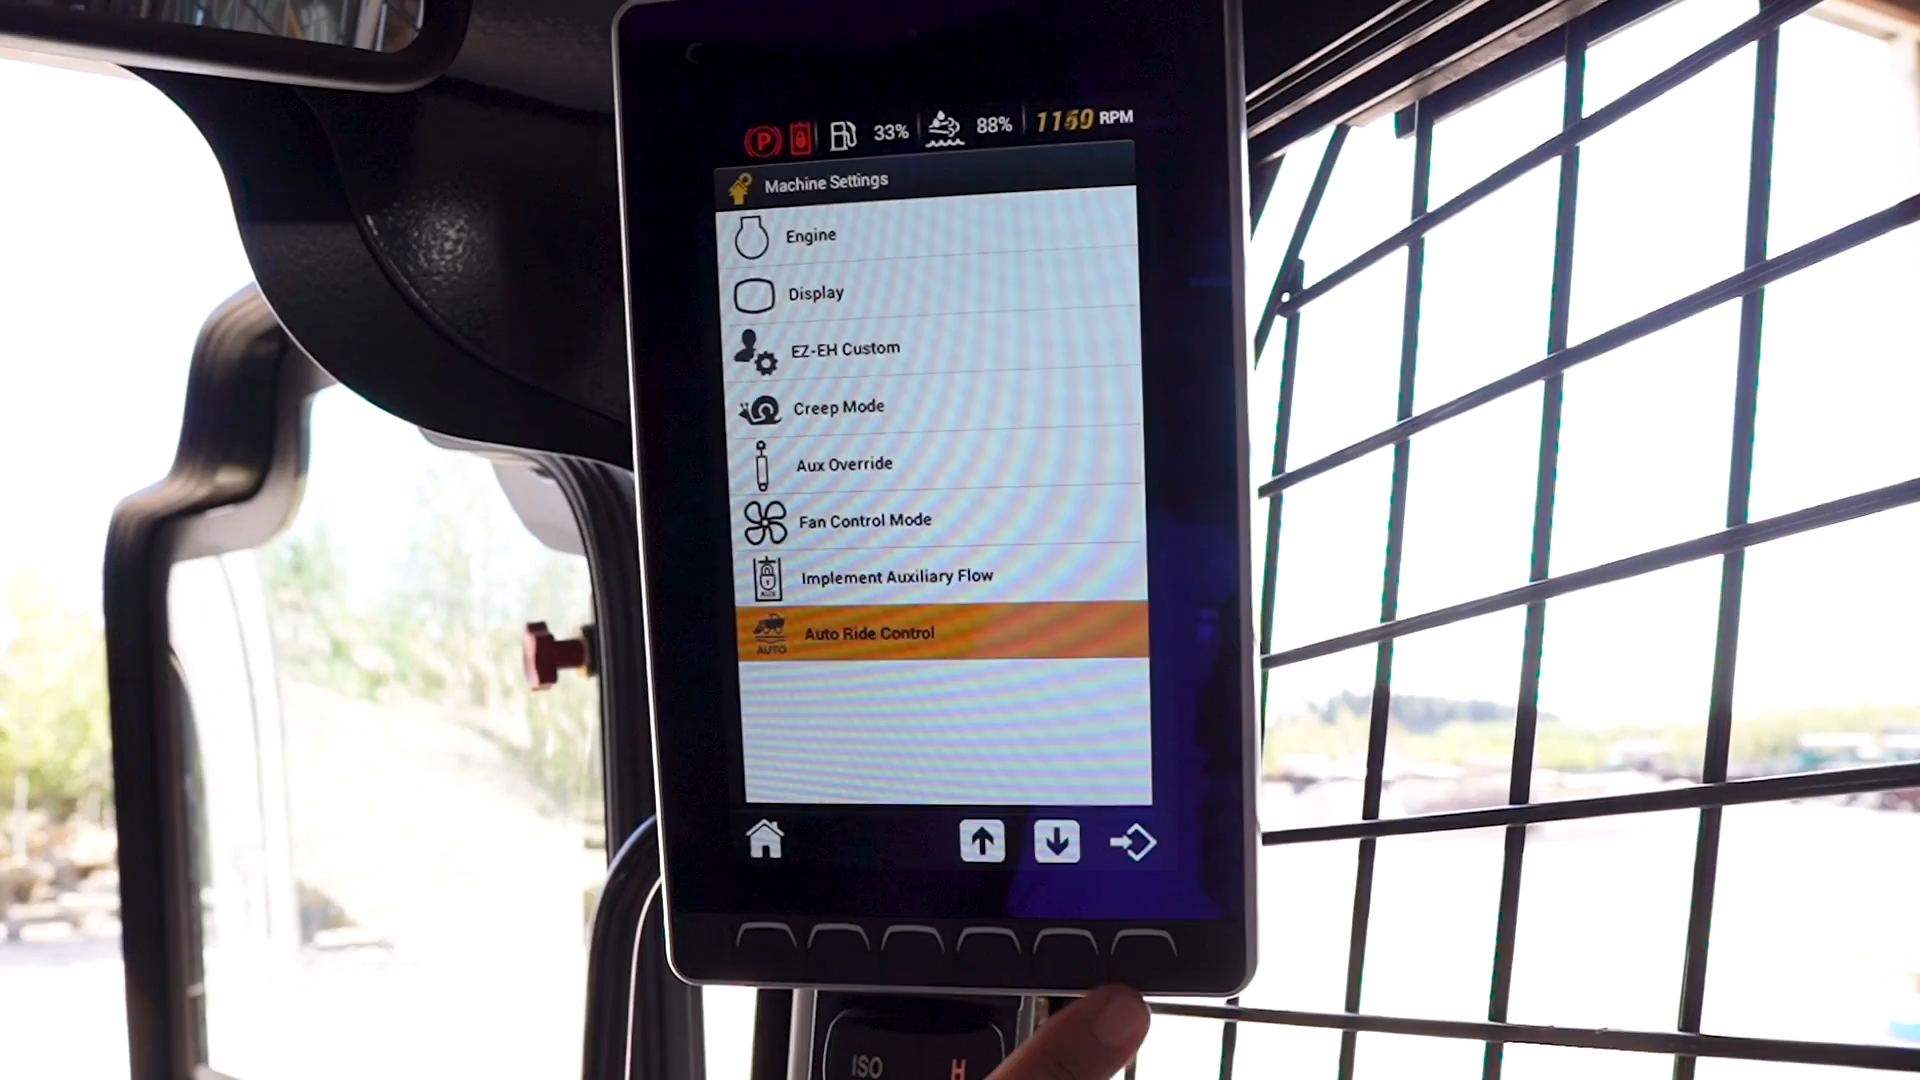 P 33% 88% 1159 RPM
Machine Settings
Engine
Display
EZ-EH Custom
Creep Mode
Aux Override
Fan Control Mode
AUX Implement Auxiliary Flow
Auto Ride Control
AUTO
ISO H